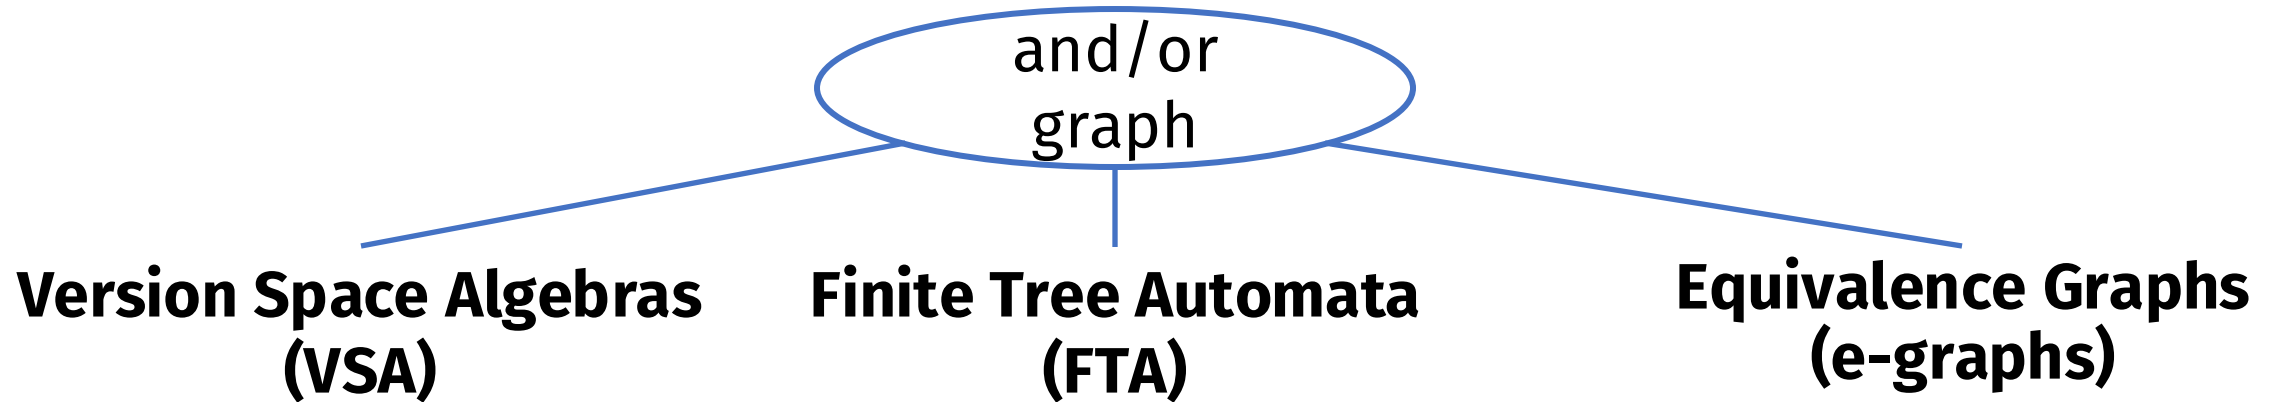 and/or
graph
Version Space Algebras
(VSA)
Finite Tree Automata
(FTA)
Equivalence Graphs
(e-graphs)